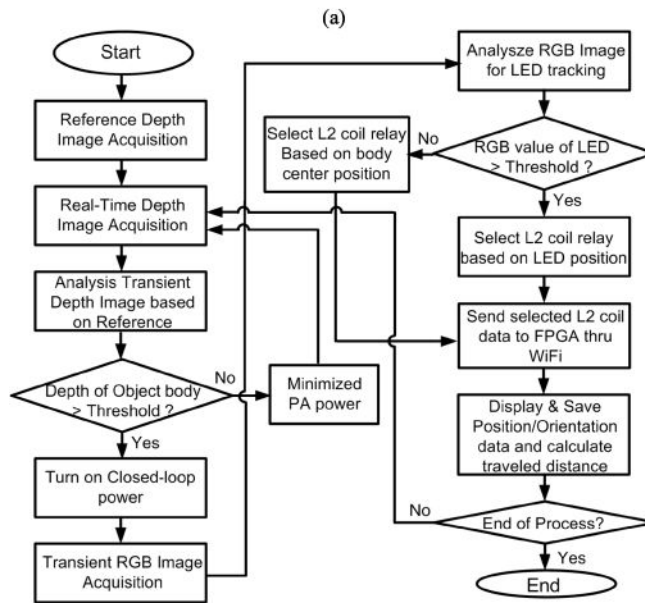 (a)
Start
Reference Depth
Image Acquisition
Real-Time Depth
Image Acquisition
Analysis Transient
Depth Image based
on Reference
Depth of Object body
> Threshold ?
No
Minimized
PA power
Yes
Turn on Closed-loop
power
Transient RGB Image
Acquisition
Analysze RGB Image
for LED tracking
RGB value of LED
> Threshold ?
No
Select L2 coil relay
Based on body
center position
Yes
Select L2 coil relay
based on LED position
Send selected L2 coil
data to FPGA thru
WiFi
Display & Save
Position/Orientation
data and calculate
traveled distance
No
End of Process?
Yes
End